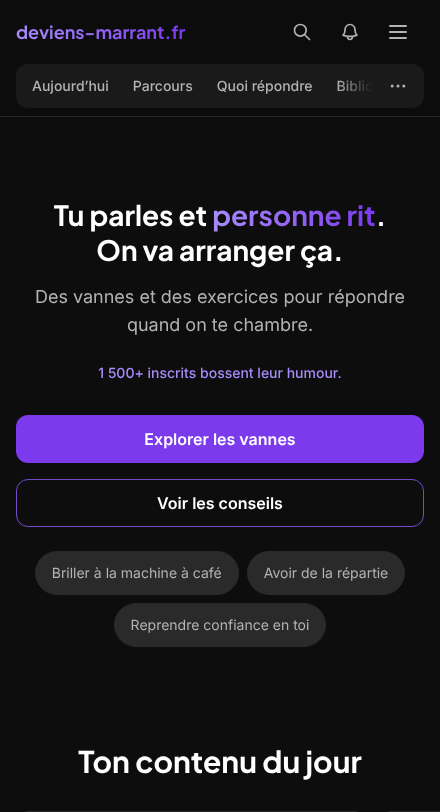 deviens-marrant.fr
Aujourd’hui Parcours Quoi répondre
Tu parles et personne rit.
On va arranger ça.
Des vannes et des exercices pour répondre
quand on te chambre.
1 500+ inscrits bossent leur humour.
Explorer les vannes
Voir les conseils
Briller à la machine à café Avoir de la répartie
Reprendre confiance en toi
Ton contenu du jour